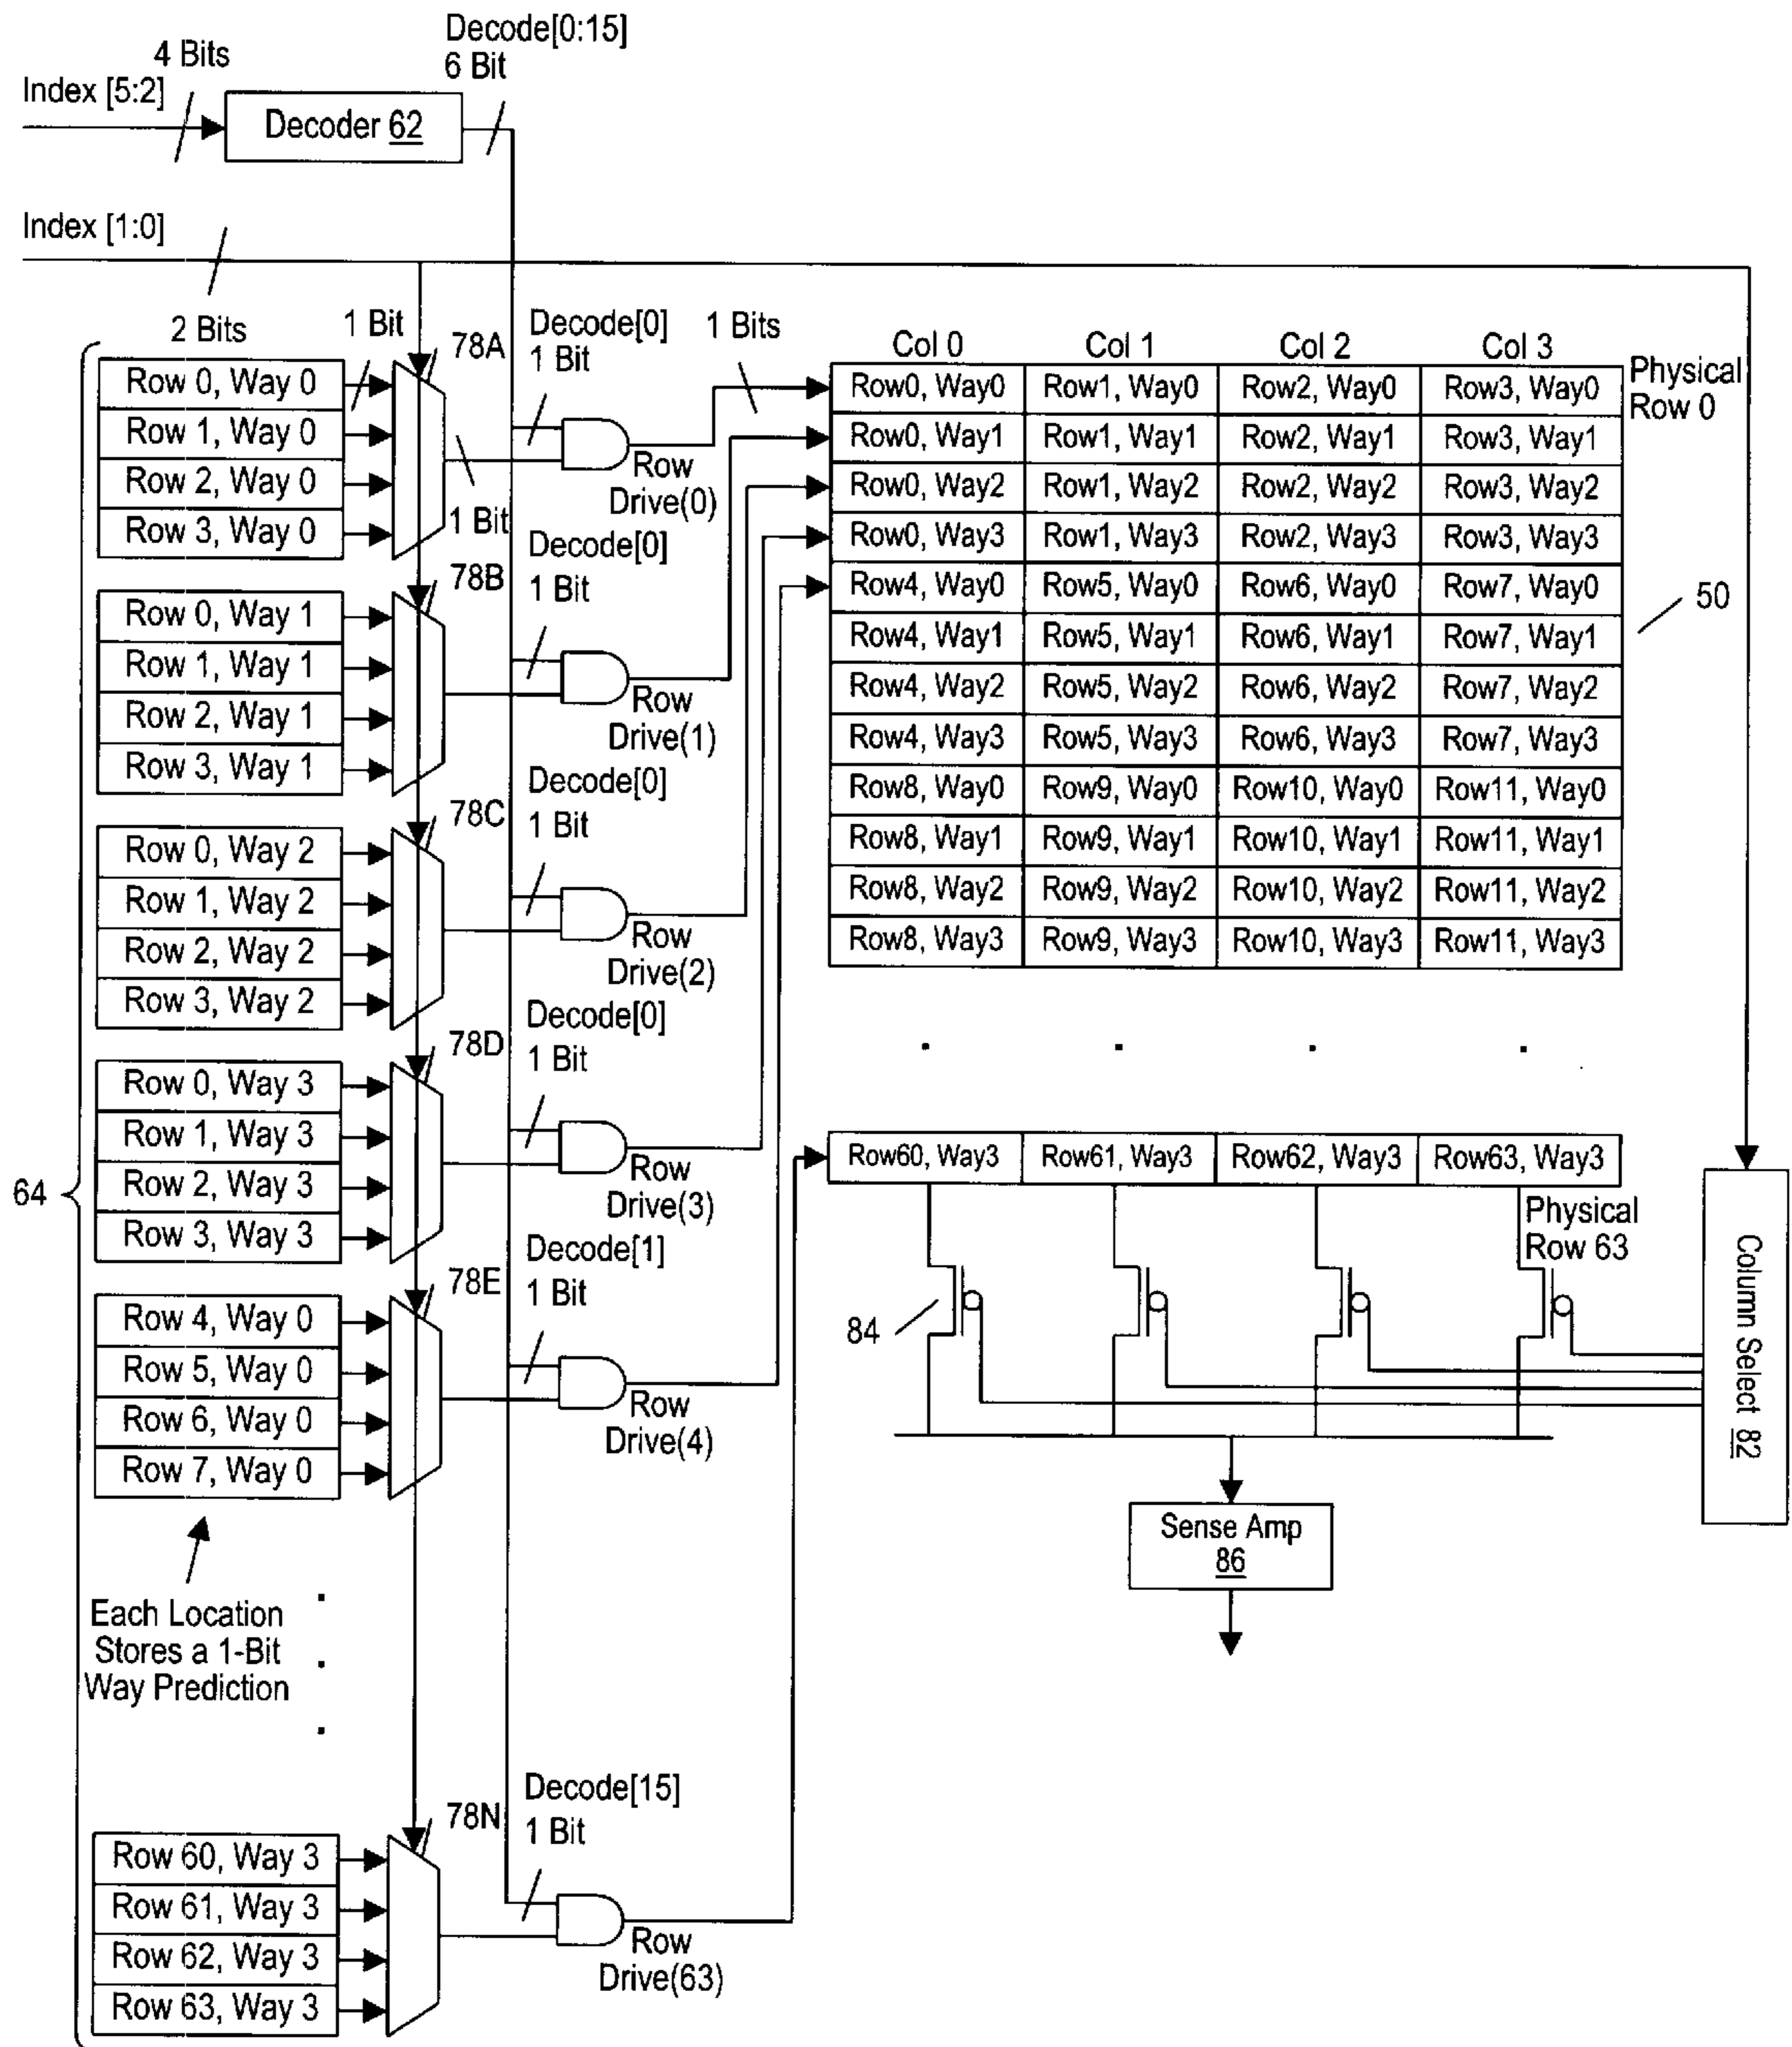 Decode[0:15]
4 Bits
6 Bit
Index [5:2]
Decoder 62
Index [1:0]
2 Bits
1 Bit
78A
Decode[0]
1 Bit
1 Bits
Col 0
Col 1
Col 2
Col 3
Physical
Row 0
Row 0, Way 0
Row 1, Way 0
Row 2, Way 0
Row 3, Way 0
1 Bit
Row
Drive(0)
Row0, Way0
Row1, Way0
Row2, Way0
Row3, Way0
Row0, Way1
Row1, Way1
Row2, Way1
Row3, Way1
Row0, Way2
Row1, Way2
Row2, Way2
Row3, Way2
Row0, Way3
Row1, Way3
Row2, Way3
Row3, Way3
Row4, Way0
Row5, Way0
Row6, Way0
Row7, Way0
Row4, Way1
Row5, Way1
Row6, Way1
Row7, Way1
Row4, Way2
Row5, Way2
Row6, Way2
Row7, Way2
Row4, Way3
Row5, Way3
Row6, Way3
Row7, Way3
Row8, Way0
Row9, Way0
Row10, Way0
Row11, Way0
Row8, Way1
Row9, Way1
Row10, Way1
Row11, Way1
Row8, Way2
Row9, Way2
Row10, Way2
Row11, Way2
Row8, Way3
Row9, Way3
Row10, Way3
Row11, Way3
50
78B
Decode[0]
1 Bit
Row 0, Way 1
Row 1, Way 1
Row 2, Way 1
Row 3, Way 1
Row
Drive(1)
78C
Decode[0]
1 Bit
Row 0, Way 2
Row 1, Way 2
Row 2, Way 2
Row 3, Way 2
Row
Drive(2)
78D
Decode[0]
1 Bit
Row 0, Way 3
Row 1, Way 3
Row 2, Way 3
Row 3, Way 3
Row
Drive(3)
64
Row60, Way3
Row61, Way3
Row62, Way3
Row63, Way3
Physical
Row 63
84
Column Select 82
78E
Decode[1]
1 Bit
Row 4, Way 0
Row 5, Way 0
Row 6, Way 0
Row 7, Way 0
Row
Drive(4)
Sense Amp
86
Each Location
Stores a 1-Bit
Way Prediction
78N
Decode[15]
1 Bit
Row 60, Way 3
Row 61, Way 3
Row 62, Way 3
Row 63, Way 3
Row
Drive(63)